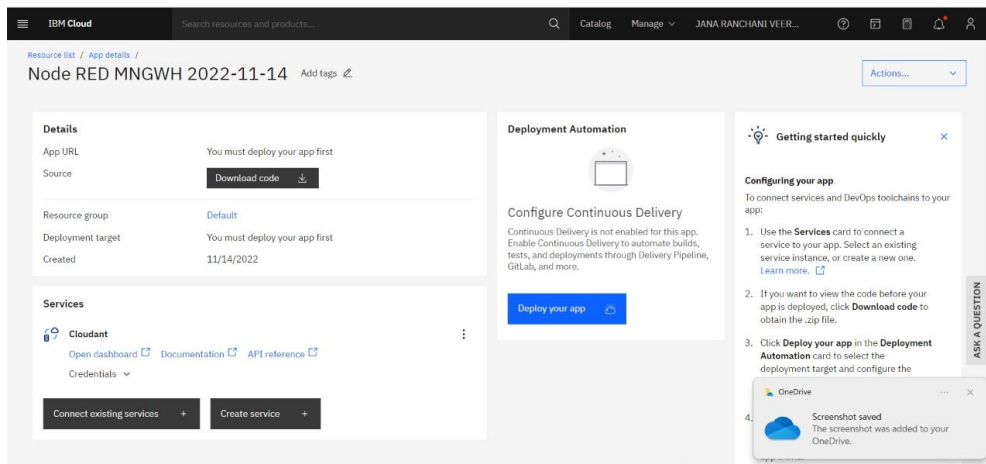 IBM Cloud
Search resources and products...
Catalog
Manage
JANA RANCHANI VEER...
Resource list / App details /
Node RED MNGWH 2022-11-14
Add tags
Actions...
Details
App URL
You must deploy your app first
Source
Download code
Resource group
Default
Deployment target
You must deploy your app first
Created
11/14/2022
Services
Cloudant
Open dashboard
Documentation
API reference
Credentials
Connect existing services +
Create service +
Deployment Automation
Configure Continuous Delivery
Continuous Delivery is not enabled for this app.
Enable Continuous Delivery to automate builds,
tests, and deployments through Delivery Pipeline,
GitLab, and more.
Deploy your app
Getting started quickly
Configuring your app
To connect services and DevOps toolchains to your
app:
1. Use the Services card to connect a
service to your app. Select an existing
service instance, or create a new one.
Learn more.
2. If you want to view the code before your
app is deployed, click Download code to
obtain the .zip file.
3. Click Deploy your app in the Deployment
Automation card to select the
deployment target and configure the
4.
ASK A QUESTION
OneDrive
Screenshot saved
The screenshot was added to your
OneDrive.